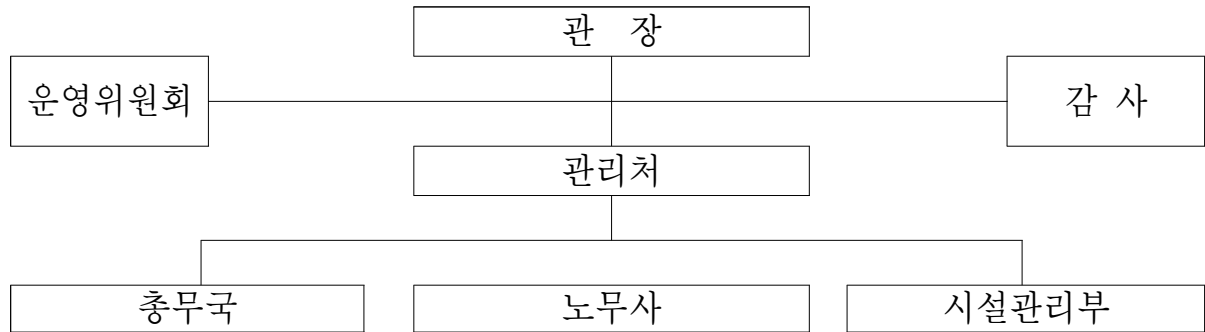 관 장
운영위원회
감 사
관리처
총무국
노무사
시설관리부